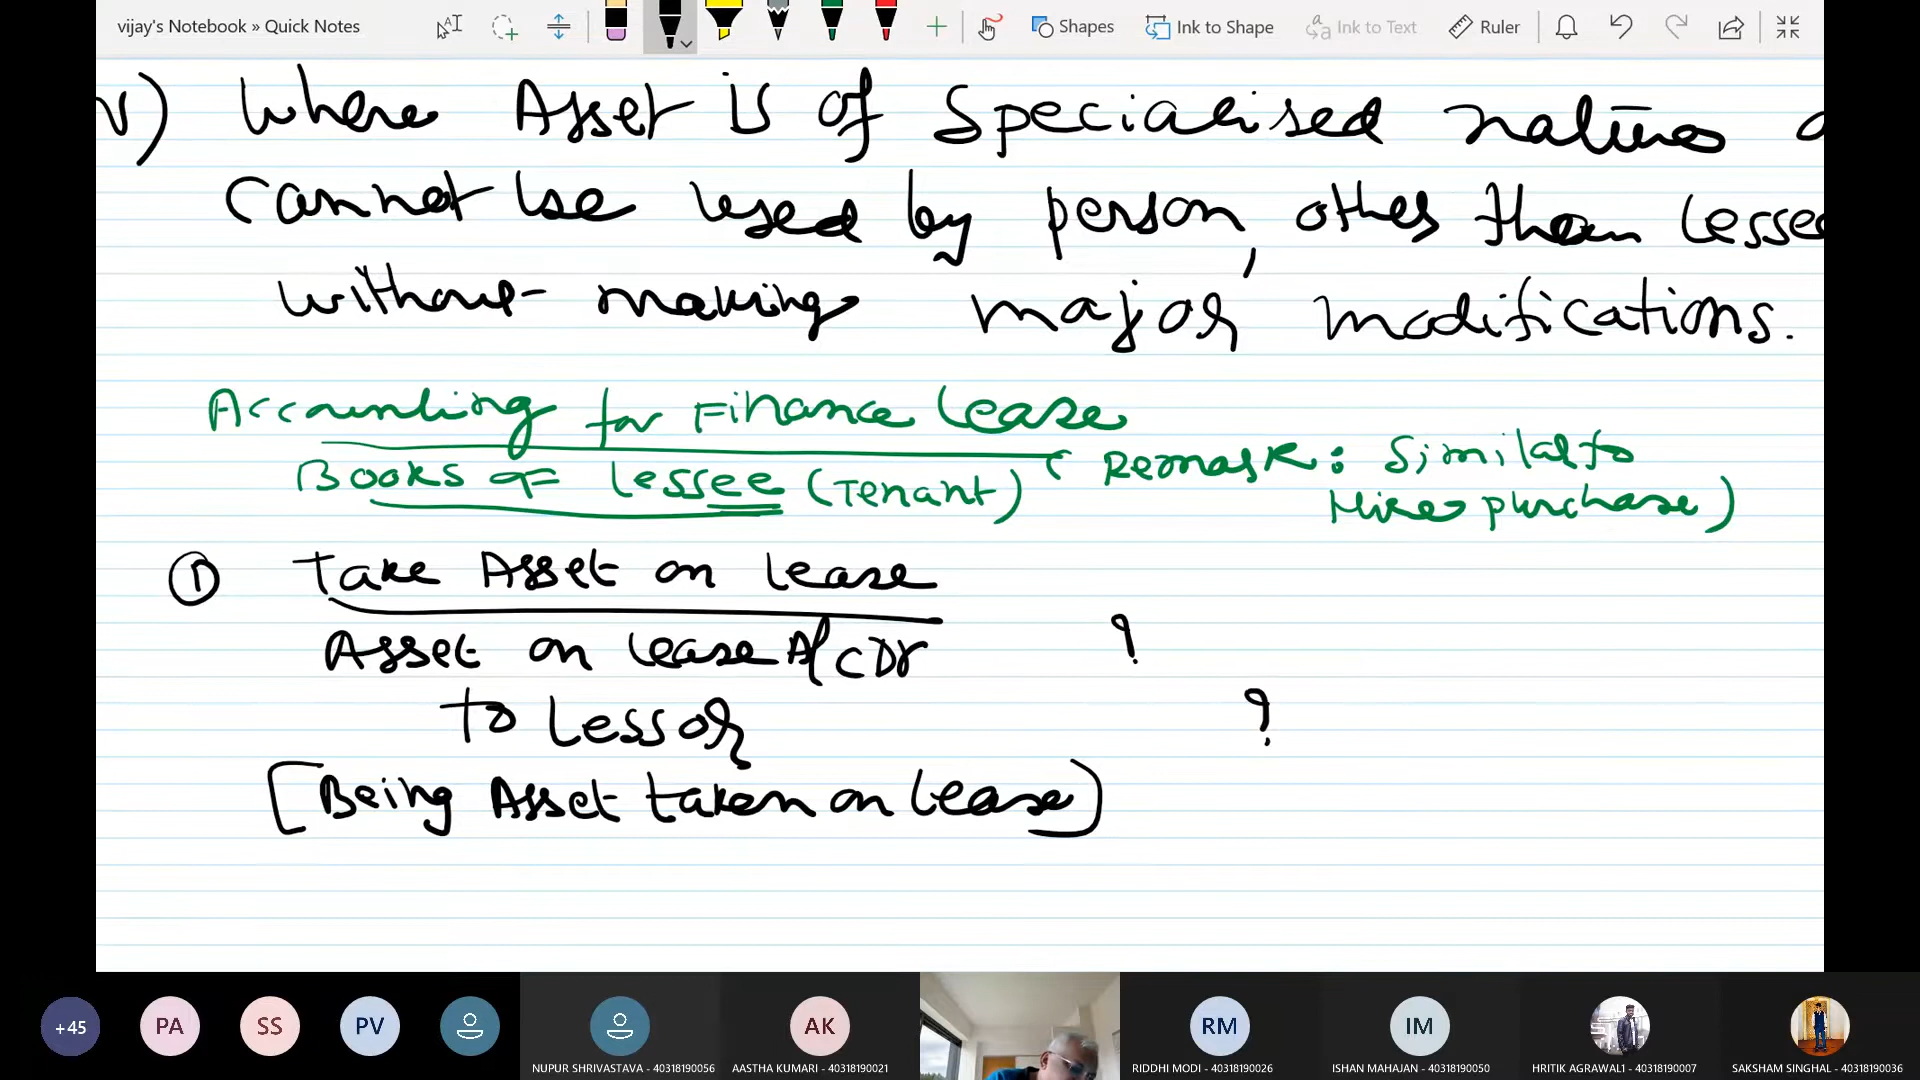 vijay's Notebook » Quick Notes
Shapes
Ink to Shape
Ink to Text
Ruler
v) Where Asset is of Specialised nature
cannot be used by person, other than Lessee
without making major modifications.
Accounting for Finance Lease
Books of Lessee (Tenant) (Remark: Similar to
Hire purchase)
① Take Asset on lease
Asset on lease A/c Dr ?
To Lessor ?
[Being Asset taken on Lease)
+45
PA
SS
PV
AK
RM
IM
NUPUR SHRIVASTAVA - 40318190056
AASTHA KUMARI - 40318190021
RIDDHI MODI - 40318190026
ISHAN MAHAJAN - 40318190050
HRITIK AGRAWAL1 - 40318190007
SAKSHAM SINGHAL - 40318190036